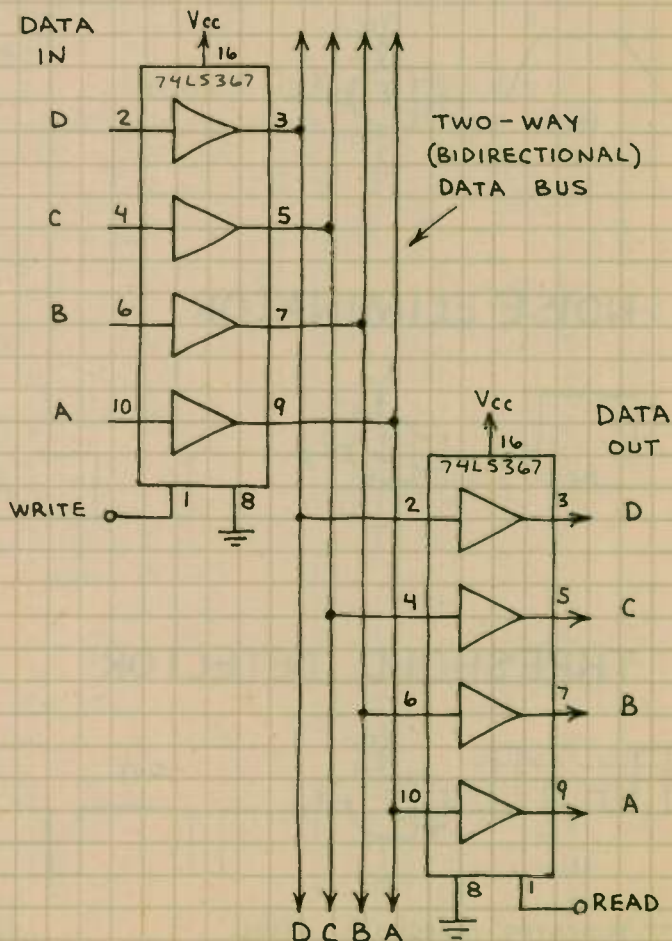 DATA
IN
Vcc
16
74LS367
D 2 3
C 4 5
B 6 7
A 10 9
WRITE 1 8
TWO-WAY
(BIDIRECTIONAL)
DATA BUS
Vcc
16
74LS367
DATA
OUT
2 3 D
4 5 C
6 7 B
10 9 A
8 1
READ
D C B A